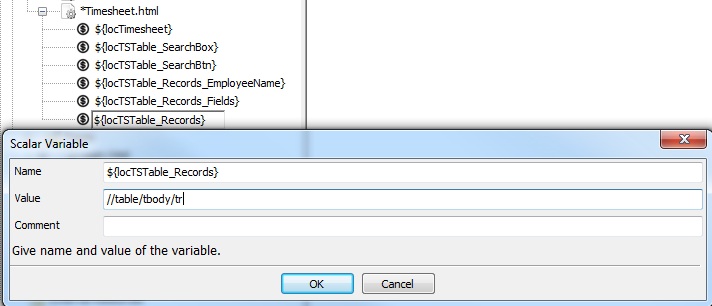 *Timesheet.html
${locTimesheet}
${locTSTable_SearchBox}
${locTSTable_SearchBtn}
${locTSTable_Records_EmployeeName}
${locTSTable_Records_Fields}
${locTSTable_Records}
Scalar Variable
Name ${locTSTable_Records}
Value //table/tbody/tr
Comment
Give name and value of the variable.
OK Cancel